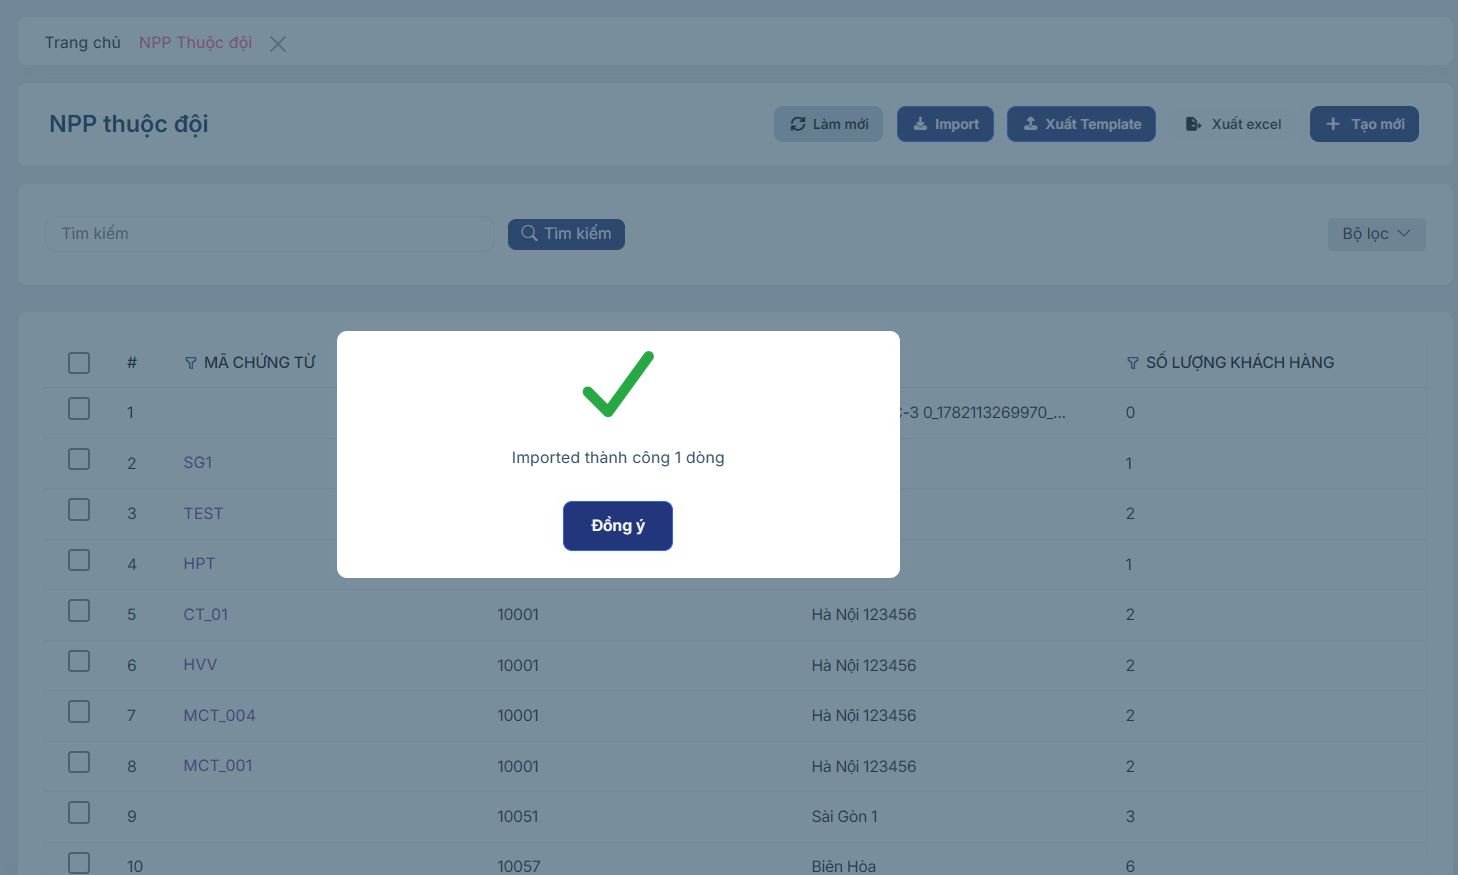 Trang chủ NPP Thuộc đội
NPP thuộc đội Làm mới Import Xuất Template Xuất excel Tạo mới
Tìm kiếm Tìm kiếm Bộ lọc
# MÃ CHỨNG TỪ SỐ LƯỢNG KHÁCH HÀNG
1 -3 0_1782113269970_... 0
2 SG1 1
3 TEST 2
4 HPT 1
Imported thành công 1 dòng
Đồng ý
5 CT_01 10001 Hà Nội 123456 2
6 HVV 10001 Hà Nội 123456 2
7 MCT_004 10001 Hà Nội 123456 2
8 MCT_001 10001 Hà Nội 123456 2
9 10051 Sài Gòn 1 3
10 10057 Biên Hòa 6